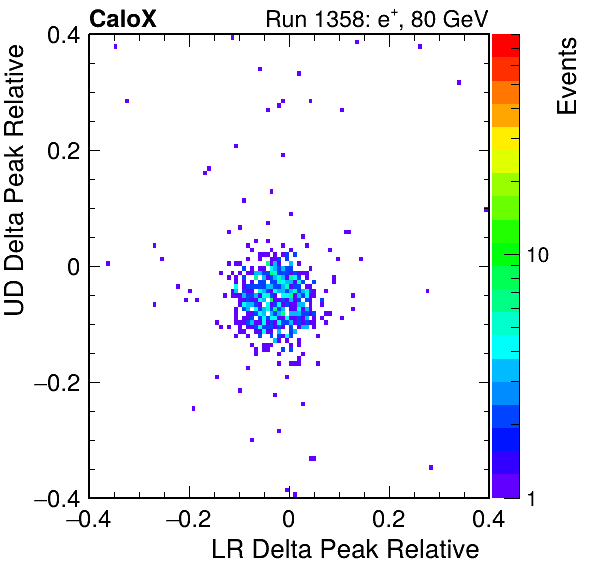 CaloX Run 1358: e⁺, 80 GeV
UD Delta Peak Relative
0.4
0.2
0
−0.2
−0.4
−0.4 −0.2 0 0.2 0.4
LR Delta Peak Relative
Events
10
1